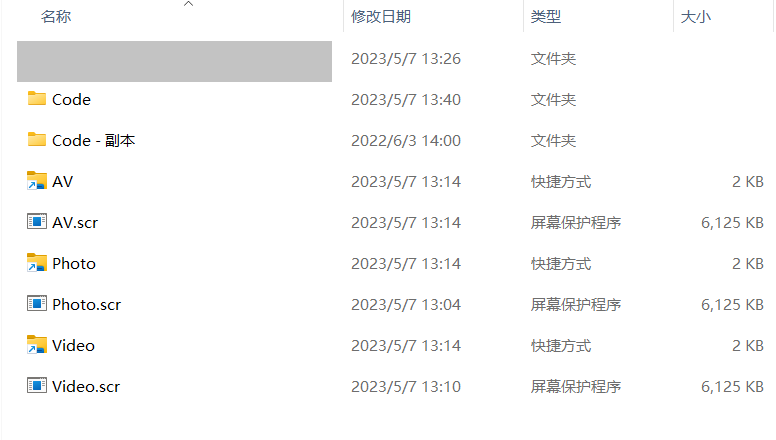 名称 修改日期 类型 大小
2023/5/7 13:26 文件夹
Code 2023/5/7 13:40 文件夹
Code - 副本 2022/6/3 14:00 文件夹
AV 2023/5/7 13:14 快捷方式 2 KB
AV.scr 2023/5/7 13:14 屏幕保护程序 6,125 KB
Photo 2023/5/7 13:14 快捷方式 2 KB
Photo.scr 2023/5/7 13:04 屏幕保护程序 6,125 KB
Video 2023/5/7 13:14 快捷方式 2 KB
Video.scr 2023/5/7 13:10 屏幕保护程序 6,125 KB